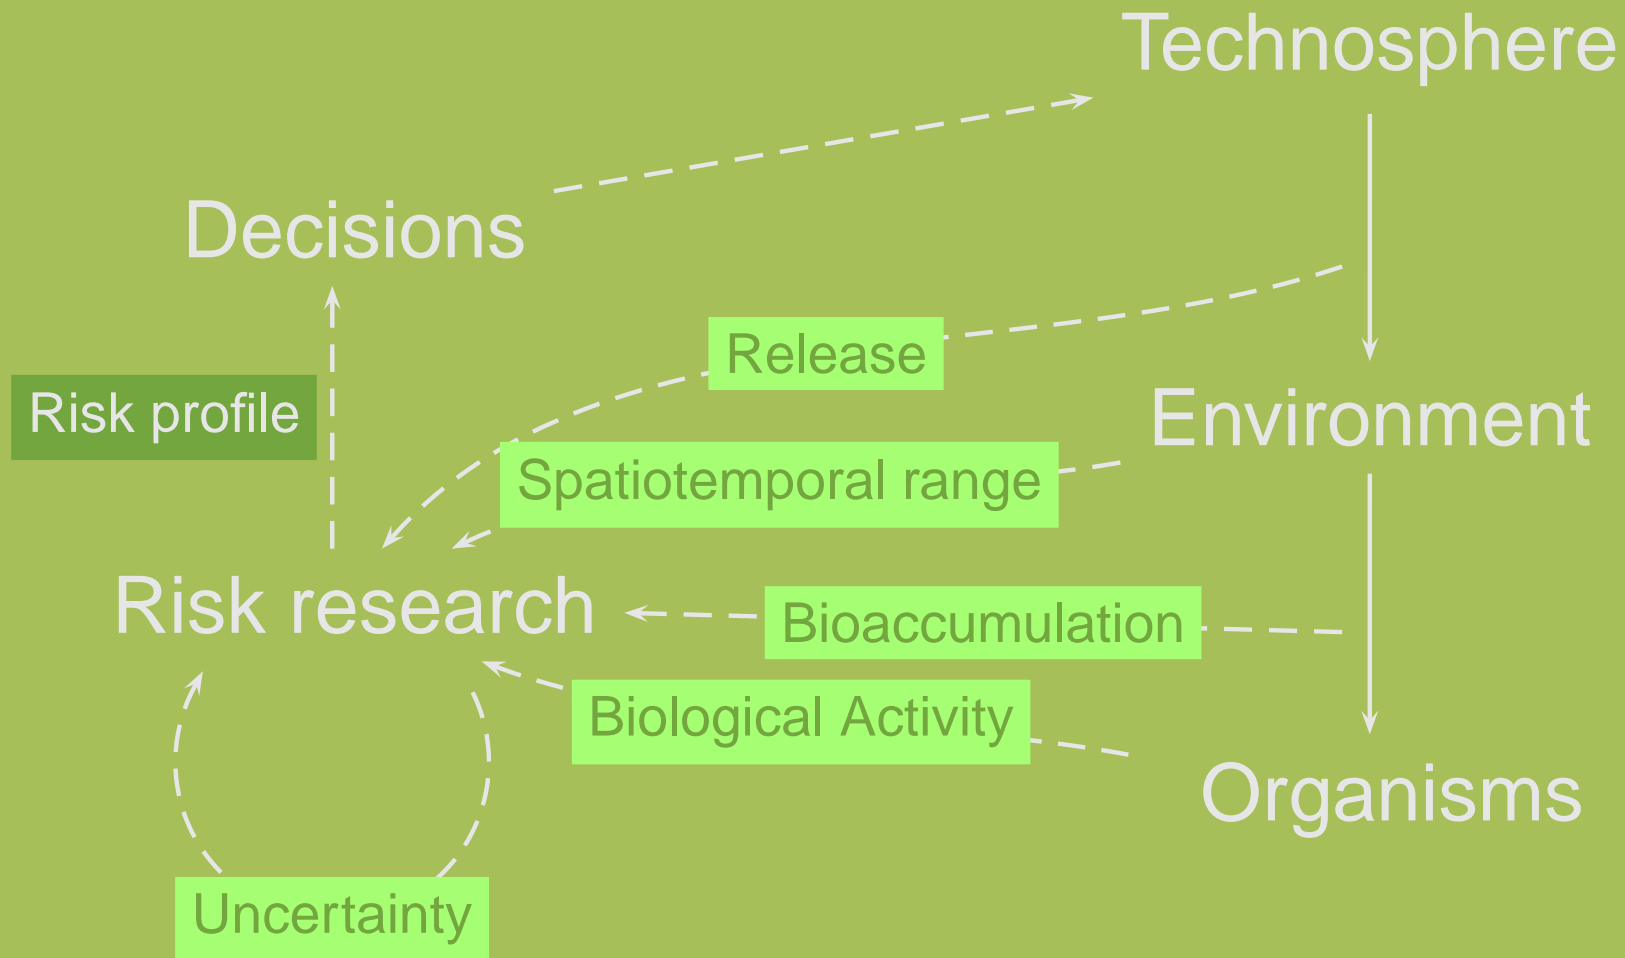 Technosphere
Decisions
Release
Risk profile
Environment
Spatiotemporal range
Risk research
Bioaccumulation
Biological Activity
Organisms
Uncertainty